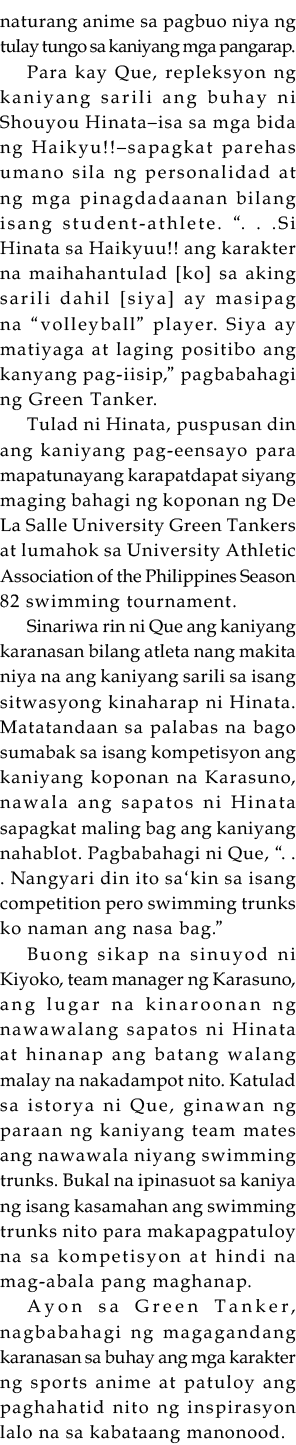 naturang anime sa pagbuo niya ng
tulay tungo sa kaniyang mga pangarap.
Para kay Que, repleksyon ng
kaniyang sarili ang buhay ni
Shouyou Hinata–isa sa mga bida
ng Haikyu!!–sapagkat parehas
umano sila ng personalidad at
ng mga pinagdadaanan bilang
isang student-athlete. “. . .Si
Hinata sa Haikyuu!! ang karakter
na maihahantulad [ko] sa aking
sarili dahil [siya] ay masipag
na “volleyball” player. Siya ay
matiyaga at laging positibo ang
kanyang pag-iisip,” pagbabahagi
ng Green Tanker.
Tulad ni Hinata, puspusan din
ang kaniyang pag-eensayo para
mapatunayang karapatdapat siyang
maging bahagi ng koponan ng De
La Salle University Green Tankers
at lumahok sa University Athletic
Association of the Philippines Season
82 swimming tournament.
Sinariwa rin ni Que ang kaniyang
karanasan bilang atleta nang makita
niya na ang kaniyang sarili sa isang
sitwasyong kinaharap ni Hinata.
Matatandaan sa palabas na bago
sumabak sa isang kompetisyon ang
kaniyang koponan na Karasuno,
nawala ang sapatos ni Hinata
sapagkat maling bag ang kaniyang
nahablot. Pagbabahagi ni Que, “. .
. Nangyari din ito sa‘kin sa isang
competition pero swimming trunks
ko naman ang nasa bag.”
Buong sikap na sinuyod ni
Kiyoko, team manager ng Karasuno,
ang lugar na kinaroonan ng
nawawalang sapatos ni Hinata
at hinanap ang batang walang
malay na nakadampot nito. Katulad
sa istorya ni Que, ginawan ng
paraan ng kaniyang team mates
ang nawawala niyang swimming
trunks. Bukal na ipinasuot sa kaniya
ng isang kasamahan ang swimming
trunks nito para makapagpatuloy
na sa kompetisyon at hindi na
mag-abala pang maghanap.
Ayon sa Green Tanker,
nagbabahagi ng magagandang
karanasan sa buhay ang mga karakter
ng sports anime at patuloy ang
paghahatid nito ng inspirasyon
lalo na sa kabataang manonood.